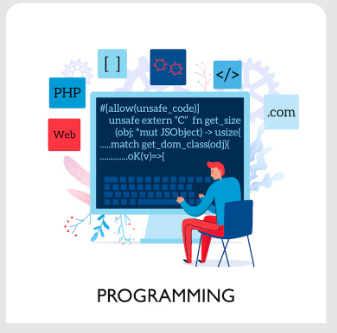 [ ]
</>
PHP
.com
Web
#[allow(unsafe_code)]
unsafe extern "C" fn get_size
(obj; *mut JSObject) -> usize{
.....match get_dom_class(odj){
.............oK(v)=>{
PROGRAMMING